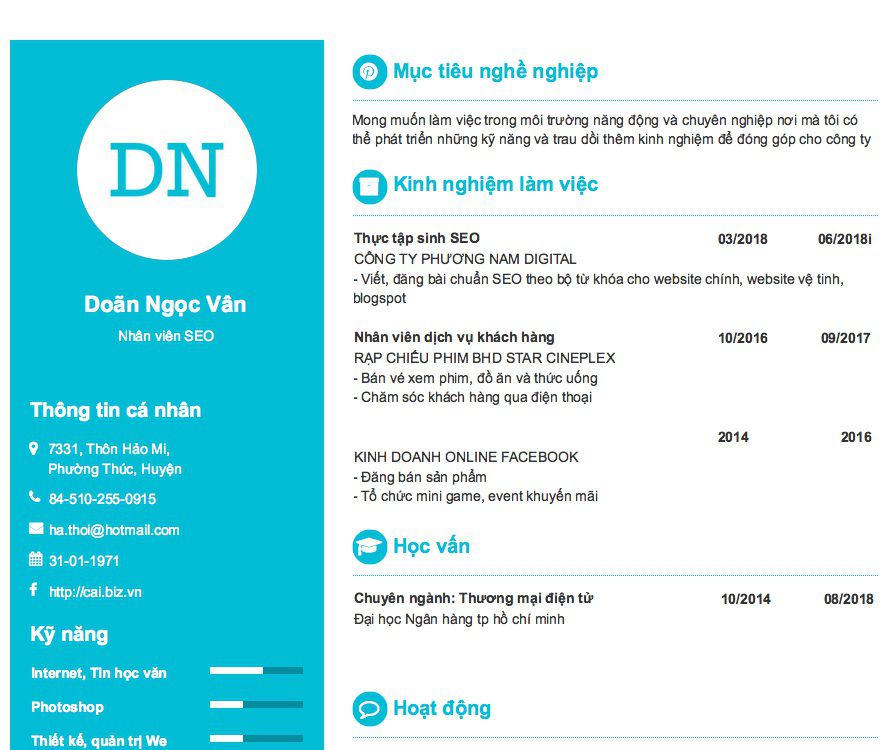 DN
Doãn Ngọc Vân
Nhân viên SEO
Thông tin cá nhân
7331, Thôn Hảo Mi,
Phường Thúc, Huyện
84-510-255-0915
ha.thoi@hotmail.com
31-01-1971
http://cai.biz.vn
Kỹ năng
Internet, Tin học văn
Photoshop
Thiết kế, quản trị We
Mục tiêu nghề nghiệp
Mong muốn làm việc trong môi trường năng động và chuyên nghiệp nơi mà tôi có
thể phát triển những kỹ năng và trau dồi thêm kinh nghiệm để đóng góp cho công ty
Kinh nghiệm làm việc
Thực tập sinh SEO 03/2018 06/2018i
CÔNG TY PHƯƠNG NAM DIGITAL
- Viết, đăng bài chuẩn SEO theo bộ từ khóa cho website chính, website vệ tinh,
blogspot
Nhân viên dịch vụ khách hàng 10/2016 09/2017
RẠP CHIẾU PHIM BHD STAR CINEPLEX
- Bán vé xem phim, đồ ăn và thức uống
- Chăm sóc khách hàng qua điện thoại
2014 2016
KINH DOANH ONLINE FACEBOOK
- Đăng bán sản phẩm
- Tổ chức mini game, event khuyến mãi
Học vấn
Chuyên ngành: Thương mại điện tử 10/2014 08/2018
Đại học Ngân hàng tp hồ chí minh
Hoạt động